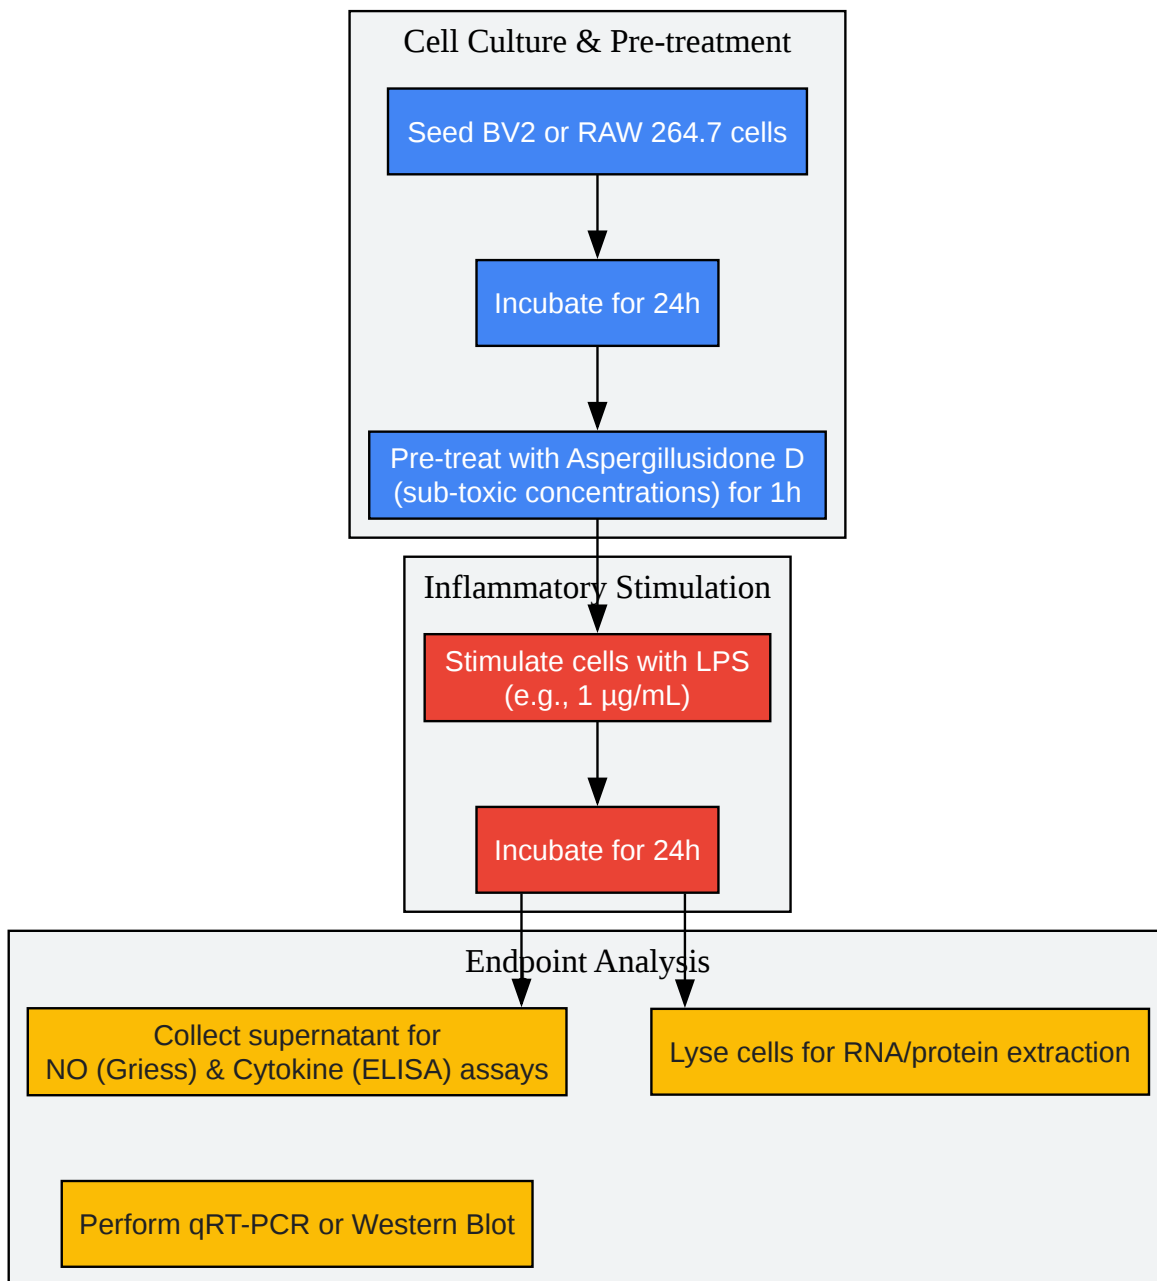 Cell Culture & Pre-treatment
Seed BV2 or RAW 264.7 cells
Incubate for 24h
Pre-treat with Aspergillusidone D
(sub-toxic concentrations) for 1h
Inflammatory Stimulation
Stimulate cells with LPS
(e.g., 1 µg/mL)
Incubate for 24h
Endpoint Analysis
Collect supernatant for
NO (Griess) & Cytokine (ELISA) assays
Lyse cells for RNA/protein extraction
Perform qRT-PCR or Western Blot